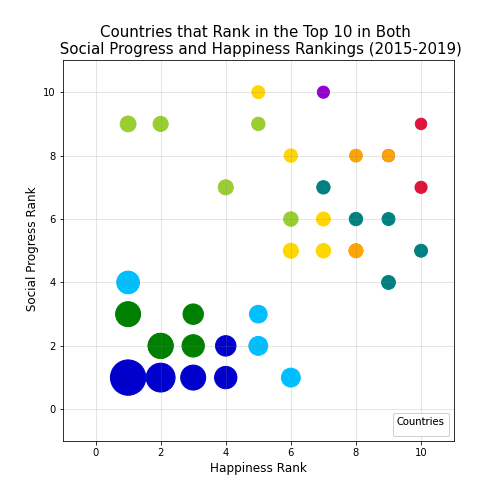 Countries that Rank in the Top 10 in Both
Social Progress and Happiness Rankings (2015-2019)
Social Progress Rank
10
8
6
4
2
0
0 2 4 6 8 10
Happiness Rank
Countries